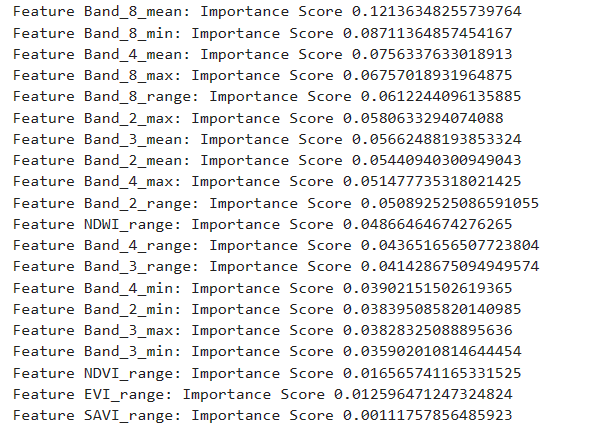 Feature Band_8_mean: Importance Score 0.12136348255739764
Feature Band_8_min: Importance Score 0.08711364857454167
Feature Band_4_mean: Importance Score 0.0756337633018913
Feature Band_8_max: Importance Score 0.06757018931964875
Feature Band_8_range: Importance Score 0.0612244096135885
Feature Band_2_max: Importance Score 0.0580633294074088
Feature Band_3_mean: Importance Score 0.05662488193853324
Feature Band_2_mean: Importance Score 0.05440940300949043
Feature Band_4_max: Importance Score 0.051477735318021425
Feature Band_2_range: Importance Score 0.050892525086591055
Feature NDWI_range: Importance Score 0.04866464674276265
Feature Band_4_range: Importance Score 0.043651656507723804
Feature Band_3_range: Importance Score 0.041428675094949574
Feature Band_4_min: Importance Score 0.03902151502619365
Feature Band_2_min: Importance Score 0.038395085820140985
Feature Band_3_max: Importance Score 0.03828325088895636
Feature Band_3_min: Importance Score 0.035902010814644454
Feature NDVI_range: Importance Score 0.016565741165331525
Feature EVI_range: Importance Score 0.012596471247324824
Feature SAVI_range: Importance Score 0.00111757856485923